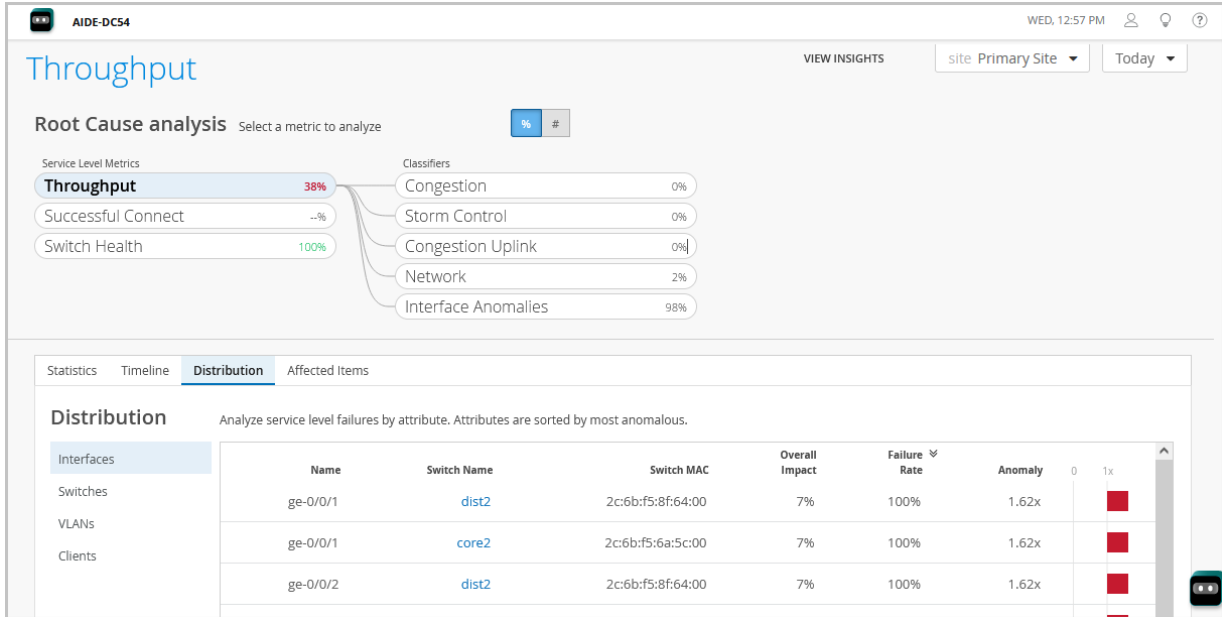 AIDE-DC54 WED, 12:57 PM ?
Throughput VIEW INSIGHTS site Primary Site Today
Root Cause analysis Select a metric to analyze % #
Service Level Metrics Classifiers
Throughput 38% Congestion 0%
Successful Connect --% Storm Control 0%
Switch Health 100% Congestion Uplink 0%
Network 2%
Interface Anomalies 98%
Statistics Timeline Distribution Affected Items
Distribution Analyze service level failures by attribute. Attributes are sorted by most anomalous.
Interfaces
Switches
VLANs
Clients
Name Switch Name Switch MAC Overall Impact Failure Rate Anomaly 0 1x
ge-0/0/1 dist2 2c:6b:f5:8f:64:00 7% 100% 1.62x
ge-0/0/1 core2 2c:6b:f5:6a:5c:00 7% 100% 1.62x
ge-0/0/2 dist2 2c:6b:f5:8f:64:00 7% 100% 1.62x